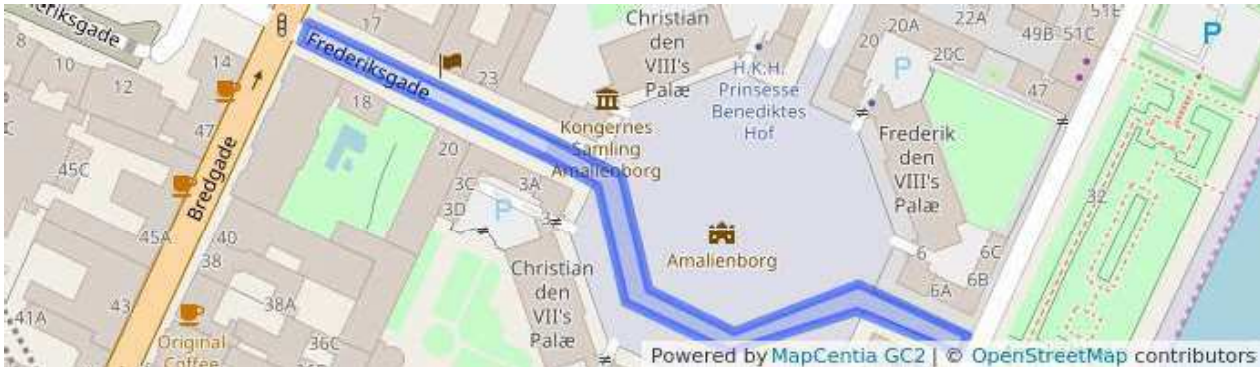 eriksgade
8
10
12
14
47
45C
45A
43
41A
Bredgade
40
38
38A
36C
Original
Coffee
Frederiksgade
17
18
23
20
3C
3A
3D
P
3
Christian
den
VII's
Palæ
Christian
den
VIII's
Palæ
Kongernes
Samling
Amalienborg
H.K.H.
Prinsesse
Benediktes
Hof
Amalienborg
20A
22A
20
20C
P
49B
51C
51E
47
Frederik
den
VIII's
Palæ
6
6C
6B
6A
32
P
Powered by MapCentia GC2 | © OpenStreetMap contributors